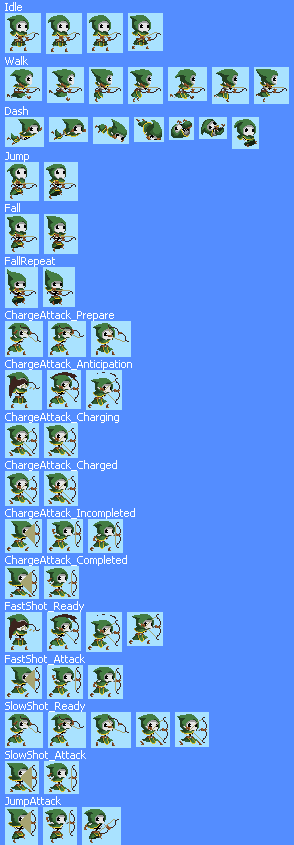 Idle
Walk
Dash
Jump
Fall
FallRepeat
ChargeAttack_Prepare
ChargeAttack_Anticipation
ChargeAttack_Charging
ChargeAttack_Charged
ChargeAttack_Incompleted
ChargeAttack_Completed
FastShot_Ready
FastShot_Attack
SlowShot_Ready
SlowShot_Attack
JumpAttack